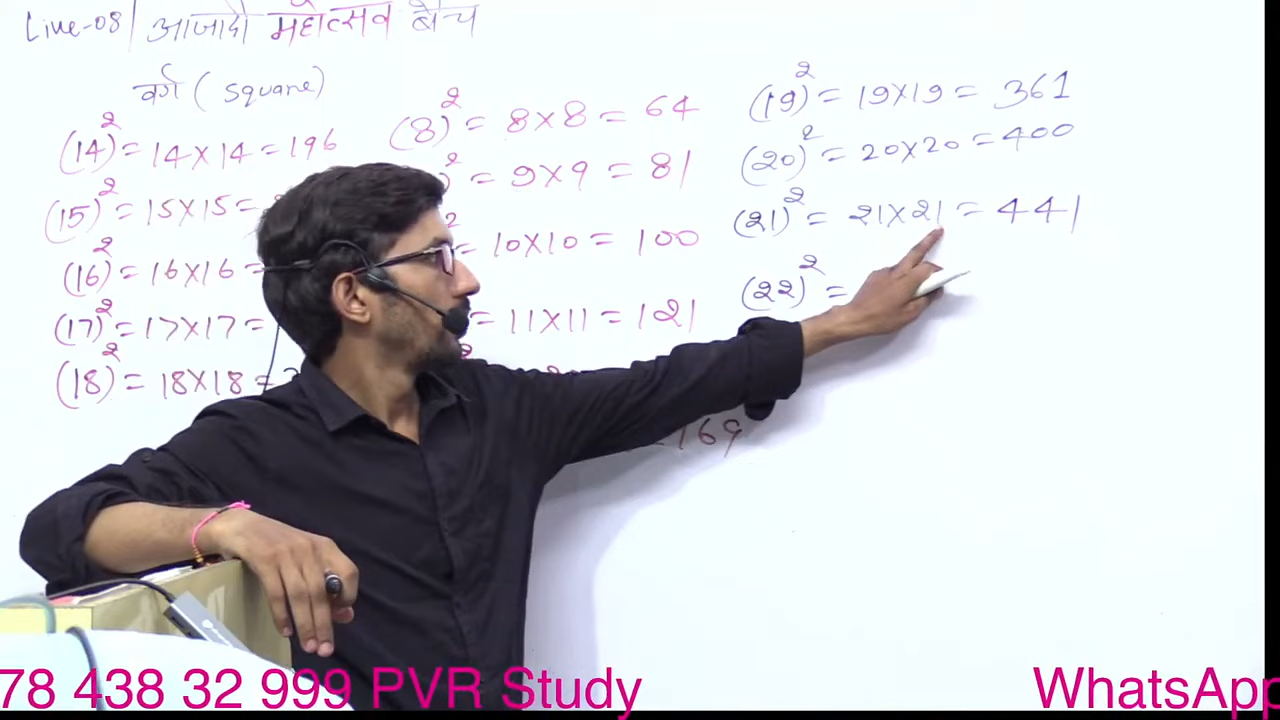 Live-08| आजादी महोत्सव बैच
वर्ग ( square)
(14)² = 14×14 = 196
(15)² = 15×15 =
(16)² = 16×16 =
(17)² = 17×17 =
(18)² = 18×18 =
(8)² = 8×8 = 64
² = 9×9 = 81
² = 10×10 = 100
= 11×11 = 121
169
(19)² = 19×19 = 361
(20)² = 20×20 = 400
(21)² = 21×21 = 441
(22)² =
78 438 32 999 PVR Study WhatsApp